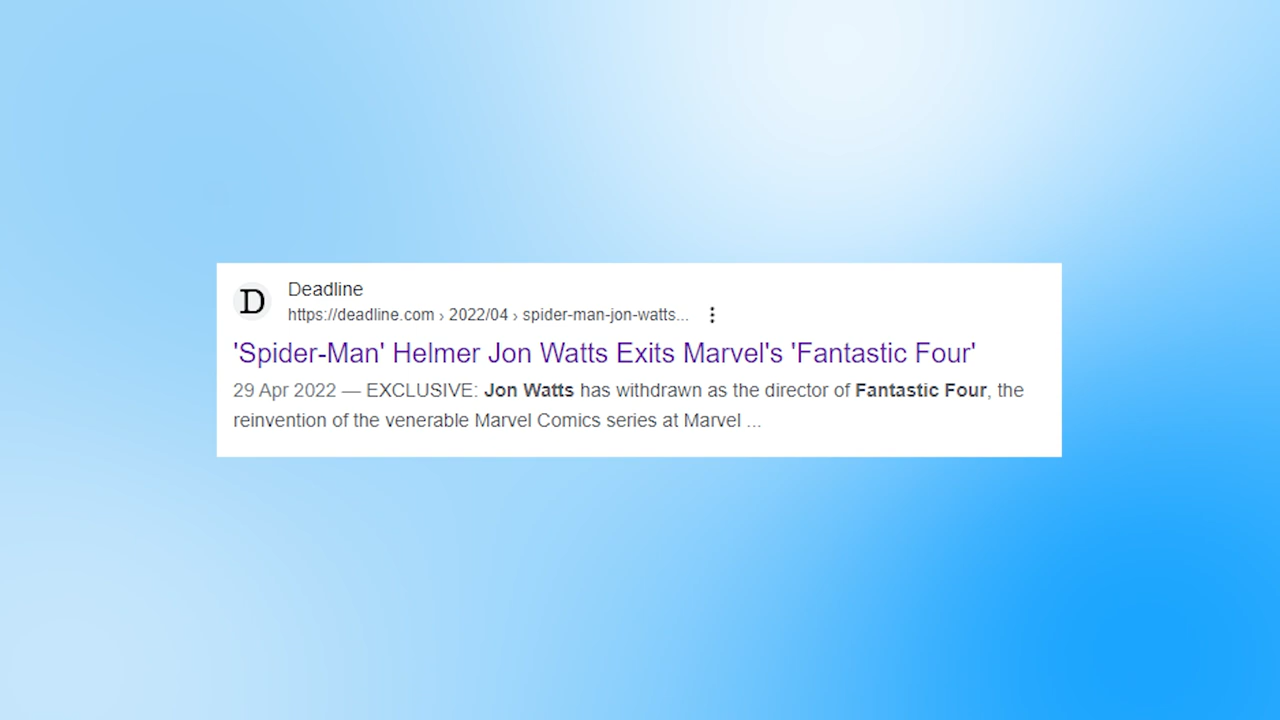 D
Deadline
https://deadline.com › 2022/04 › spider-man-jon-watts...
'Spider-Man' Helmer Jon Watts Exits Marvel's 'Fantastic Four'
29 Apr 2022 — EXCLUSIVE: Jon Watts has withdrawn as the director of Fantastic Four, the
reinvention of the venerable Marvel Comics series at Marvel ...